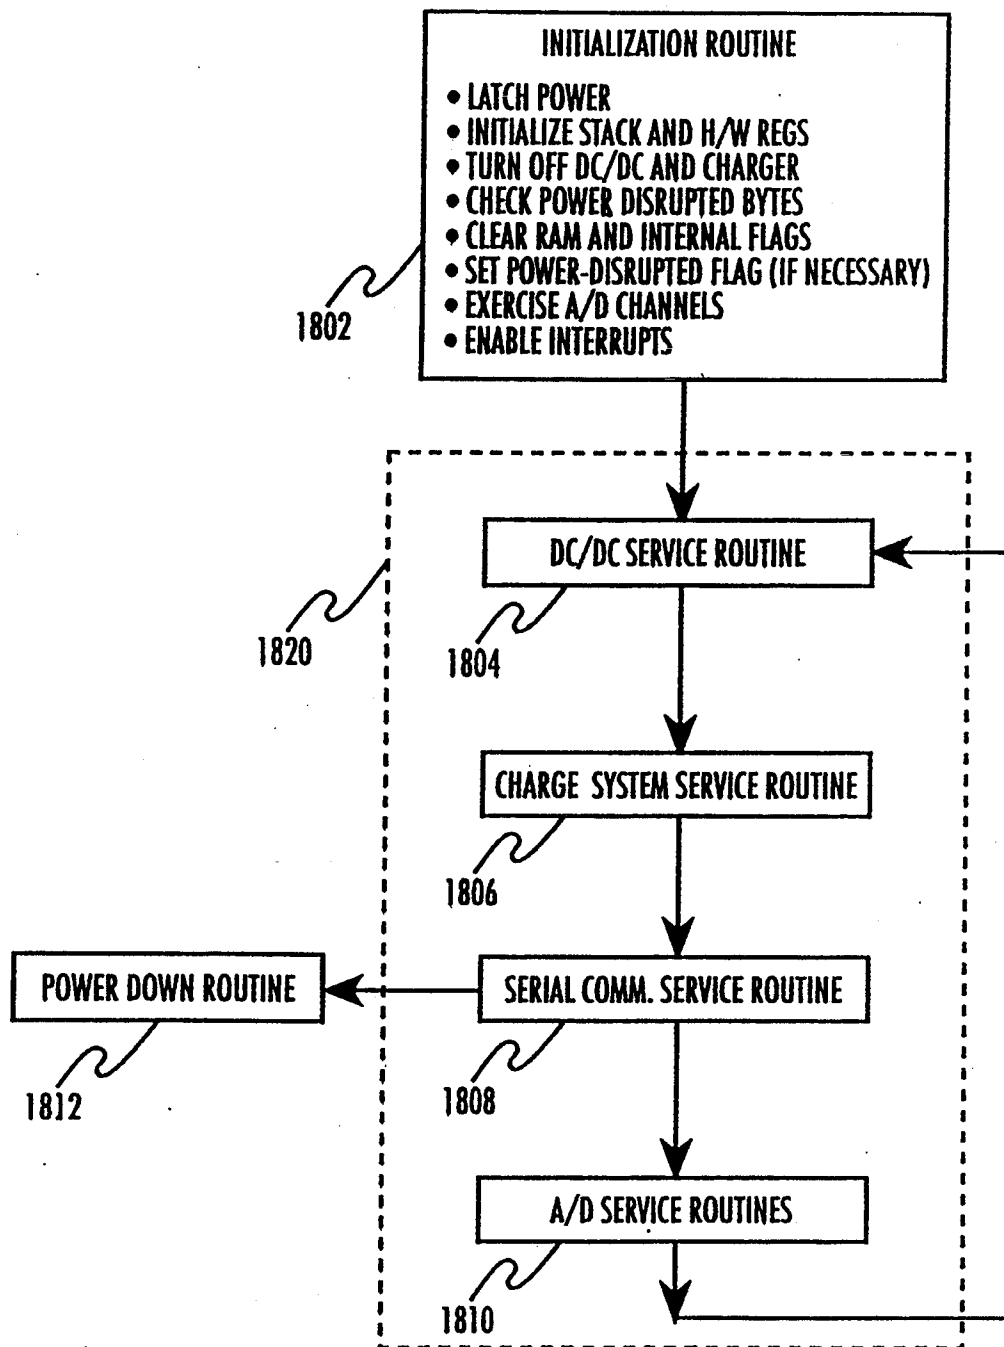 INITIALIZATION ROUTINE
• LATCH POWER
• INITIALIZE STACK AND H/W REGS
• TURN OFF DC/DC AND CHARGER
• CHECK POWER DISRUPTED BYTES
• CLEAR RAM AND INTERNAL FLAGS
• SET POWER-DISRUPTED FLAG (IF NECESSARY)
• EXERCISE A/D CHANNELS
• ENABLE INTERRUPTS
1802
DC/DC SERVICE ROUTINE
1820
1804
CHARGE SYSTEM SERVICE ROUTINE
1806
POWER DOWN ROUTINE
SERIAL COMM. SERVICE ROUTINE
1812
1808
A/D SERVICE ROUTINES
1810